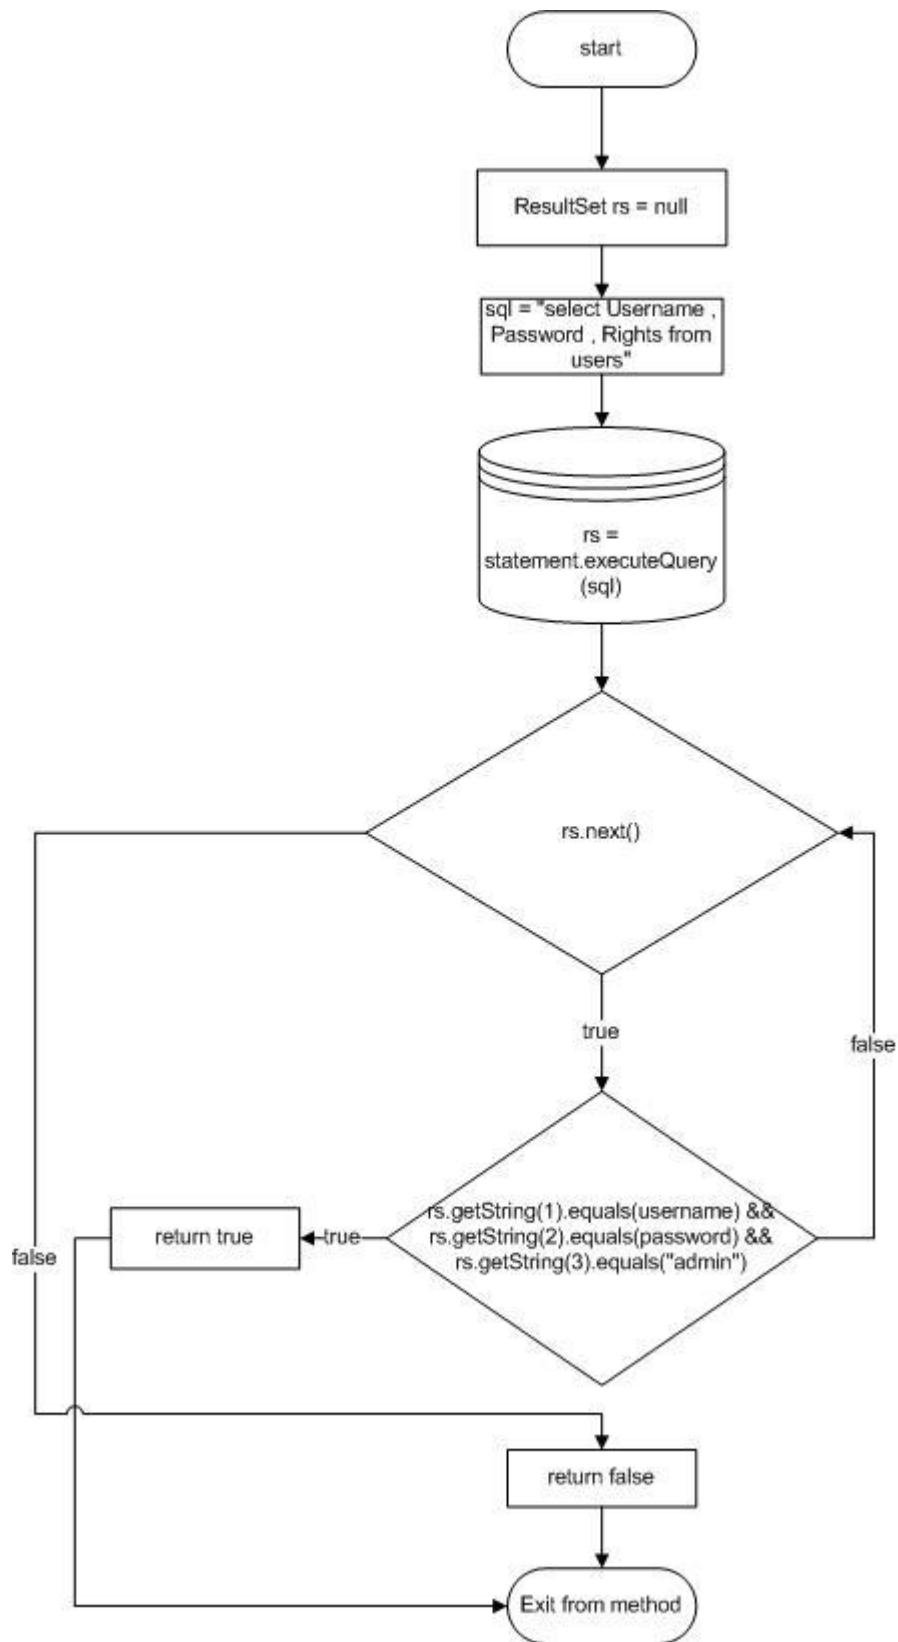 start
ResultSet rs = null
sql = "select Username ,
Password , Rights from
users"
rs =
statement.executeQuery
(sql)
rs.next()
true
false
rs.getString(1).equals(username) &&
rs.getString(2).equals(password) &&
rs.getString(3).equals("admin")
true
return true
false
return false
Exit from method